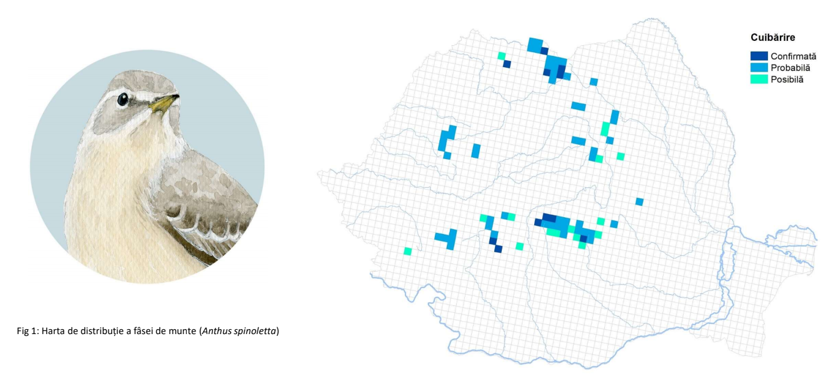 Cuibărire
Confirmată
Probabilă
Posibilă
Fig 1: Harta de distribuție a fâsei de munte (Anthus spinoletta)